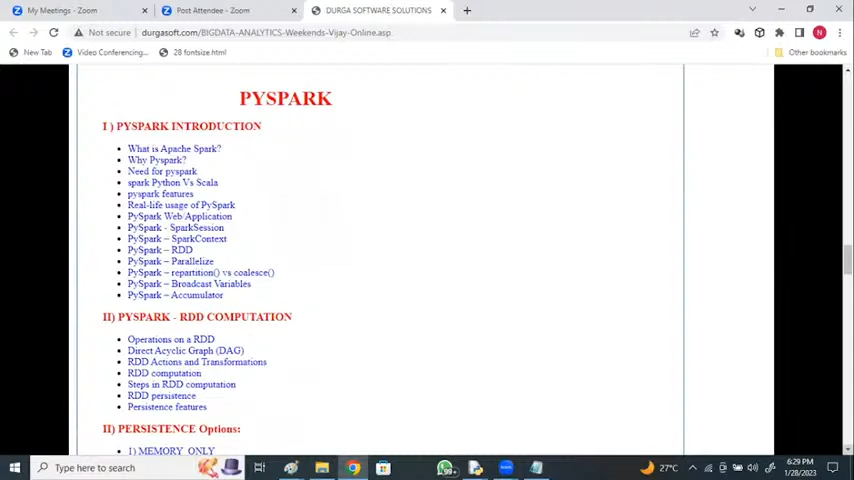 My Meetings - Zoom
Post Attendee - Zoom
DURGA SOFTWARE SOLUTIONS
Not secure | durgasoft.com/BIGDATA-ANALYTICS-Weekends-Vijay-Online.asp
New Tab
Video Conferencing...
28 fontsize.html
Other bookmarks
PYSPARK
I ) PYSPARK INTRODUCTION
What is Apache Spark?
Why Pyspark?
Need for pyspark
spark Python Vs Scala
pyspark features
Real-life usage of PySpark
PySpark Web/Application
PySpark - SparkSession
PySpark – SparkContext
PySpark – RDD
PySpark – Parallelize
PySpark – repartition() vs coalesce()
PySpark – Broadcast Variables
PySpark – Accumulator
II) PYSPARK - RDD COMPUTATION
Operations on a RDD
Direct Acyclic Graph (DAG)
RDD Actions and Transformations
RDD computation
Steps in RDD computation
RDD persistence
Persistence features
II) PERSISTENCE Options:
1) MEMORY_ONLY
Type here to search
99+
27°C
6:29 PM
1/28/2023
N